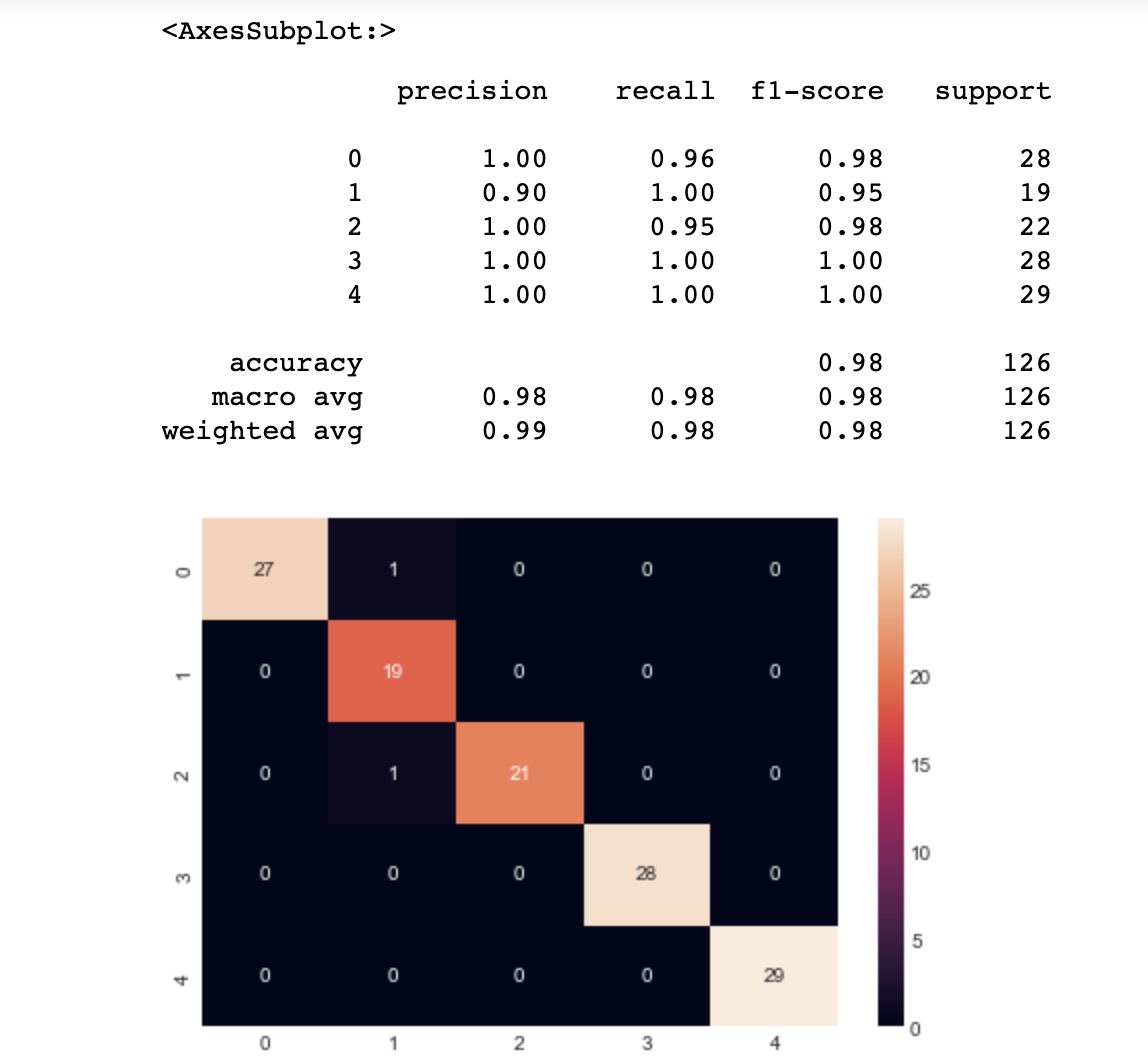 <AxesSubplot:>
precision recall f1-score support
0 1.00 0.96 0.98 28
1 0.90 1.00 0.95 19
2 1.00 0.95 0.98 22
3 1.00 1.00 1.00 28
4 1.00 1.00 1.00 29
accuracy 0.98 126
macro avg 0.98 0.98 0.98 126
weighted avg 0.99 0.98 0.98 126
0 27 1 0 0 0
1 0 19 0 0 0
2 0 1 21 0 0
3 0 0 0 28 0
4 0 0 0 0 29
0 1 2 3 4
25
20
15
10
5
0